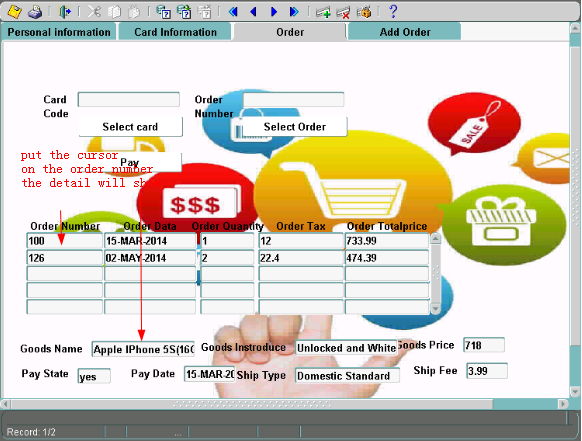 Personal information Card Information Order Add Order
Card Code
Order Number
Select card
Select Order
Pay
put the cursor
on the order number
the detail will sh
SALE
$$$
Order Number Order Data Order Quantity Order Tax Order Totalprice
100 15-MAR-2014 1 12 733.99
126 02-MAY-2014 2 22.4 474.39
Goods Name Apple IPhone 5S(16G Goods Instroduce Unlocked and White Goods Price 718
Pay State yes Pay Date 15-MAR-20 Ship Type Domestic Standard Ship Fee 3.99
Record: 1/2 ...